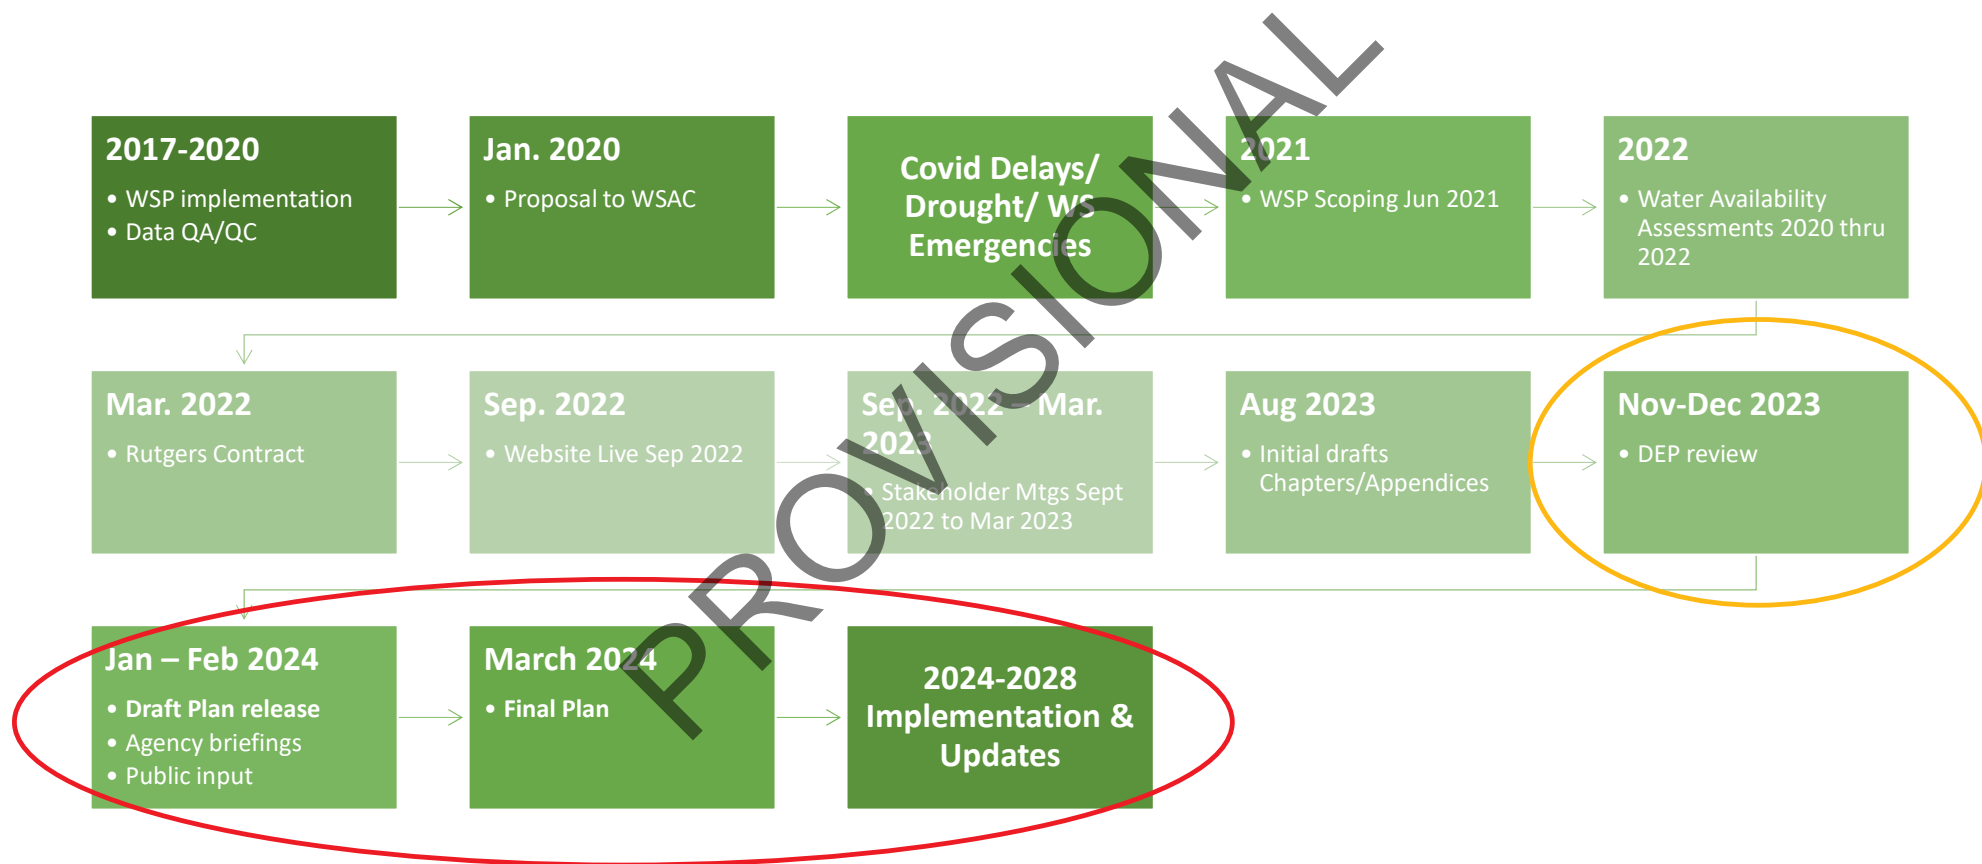 2017-2020
• WSP implementation
• Data QA/QC
Jan. 2020
• Proposal to WSAC
Covid Delays/
Drought/ WS
Emergencies
2021
• WSP Scoping Jun 2021
2022
• Water Availability
Assessments 2020 thru
2022
Mar. 2022
• Rutgers Contract
Sep. 2022
• Website Live Sep 2022
Sep. 2022 – Mar.
2023
• Stakeholder Mtgs Sept
2022 to Mar 2023
Aug 2023
• Initial drafts
Chapters/Appendices
Nov-Dec 2023
• DEP review
Jan – Feb 2024
• Draft Plan release
• Agency briefings
• Public input
March 2024
• Final Plan
2024-2028
Implementation &
Updates
PROVISIONAL